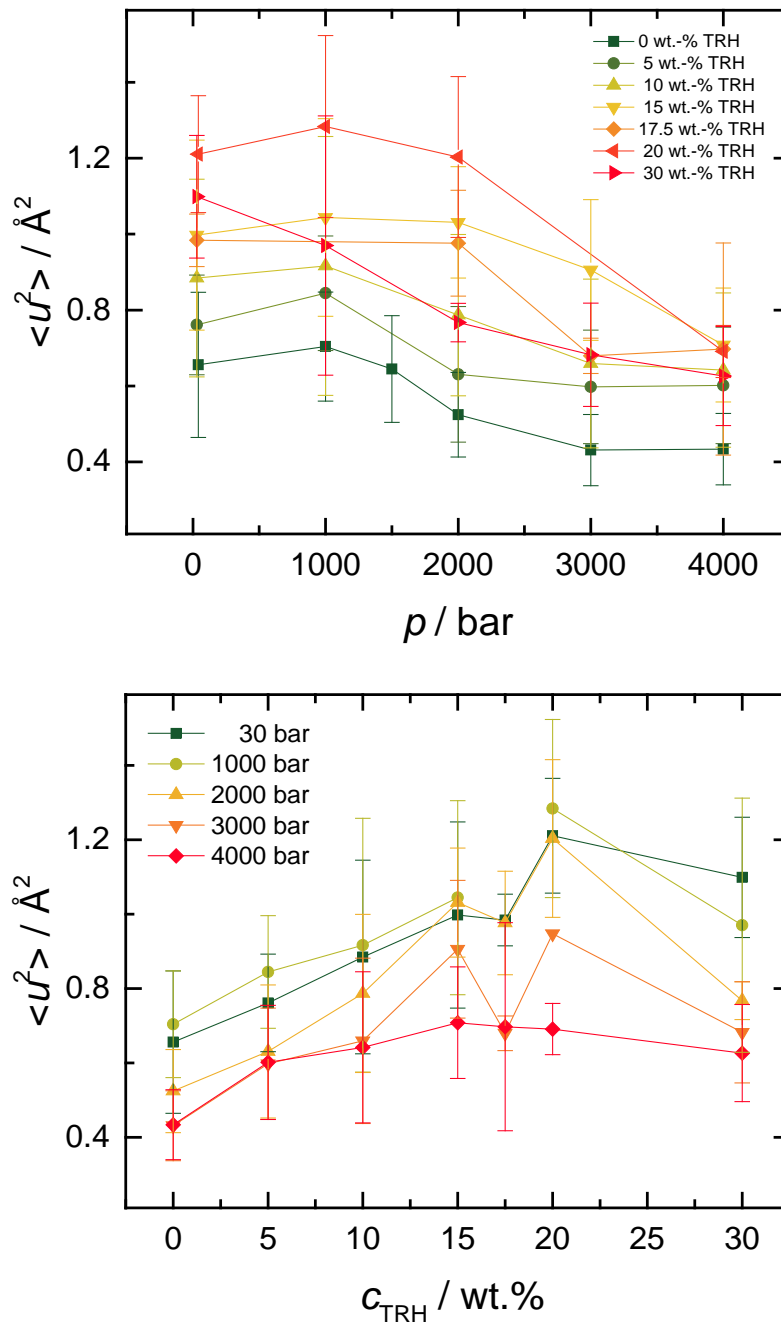 0 wt.-% TRH
5 wt.-% TRH
10 wt.-% TRH
15 wt.-% TRH
17.5 wt.-% TRH
20 wt.-% TRH
30 wt.-% TRH
1.2
0.8
0.4
<u²> / Å²
0 1000 2000 3000 4000
p / bar
30 bar
1000 bar
2000 bar
3000 bar
4000 bar
1.2
0.8
0.4
<u²> / Å²
0 5 10 15 20 25 30
c_TRH / wt.%